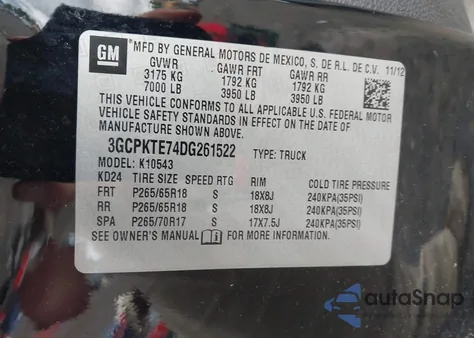 GM
MFD BY GENERAL MOTORS DE MEXICO, S. DE R.L. DE C.V. 11/12
GVWR GAWR FRT GAWR RR
3175 KG 1792 KG 1792 KG
7000 LB 3950 LB 3950 LB
THIS VEHICLE CONFORMS TO ALL APPLICABLE U.S. FEDERAL MOTOR
VEHICLE SAFETY STANDARDS IN EFFECT ON THE DATE OF
MANUFACTURE SHOWN ABOVE.
3GCPKTE74DG261522 TYPE: TRUCK
MODEL: K10543
KD24 TIRE SIZE SPEED RTG RIM COLD TIRE PRESSURE
FRT P265/65R18 S 18X8J 240KPA(35PSI)
RR P265/65R18 S 18X8J 240KPA(35PSI)
SPA P265/70R17 S 17X7.5J 240KPA(35PSI)
SEE OWNER'S MANUAL FOR MORE INFORMATION.
autoSnap